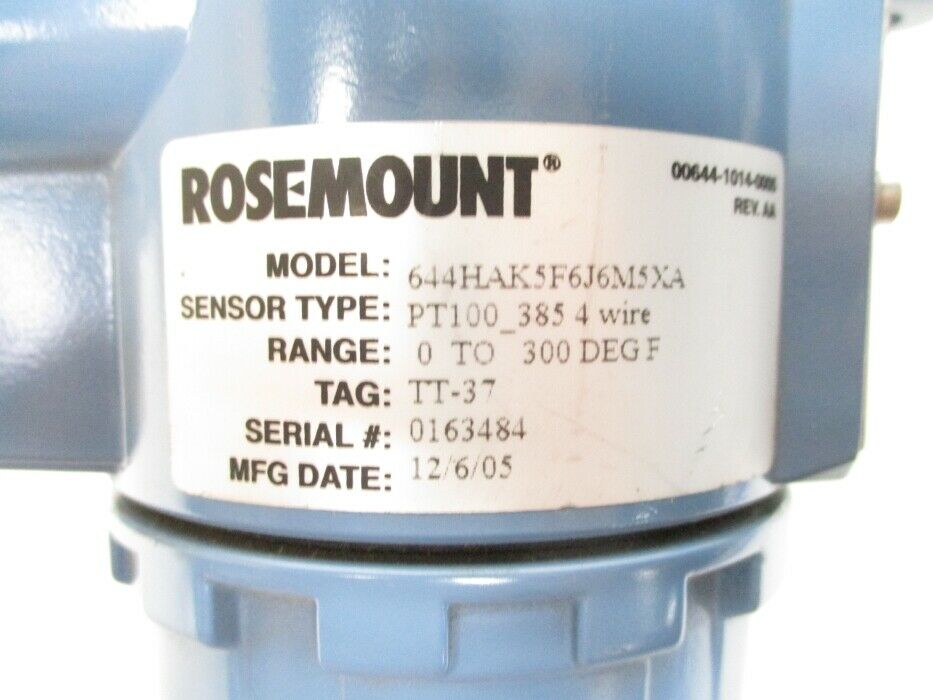 ROSEMOUNT®
00644-1014-0005
REV. AA
MODEL: 644HAK5F6J6M5XA
SENSOR TYPE: PT100_385 4 wire
RANGE: 0 TO 300 DEG F
TAG: TT-37
SERIAL #: 0163484
MFG DATE: 12/6/05